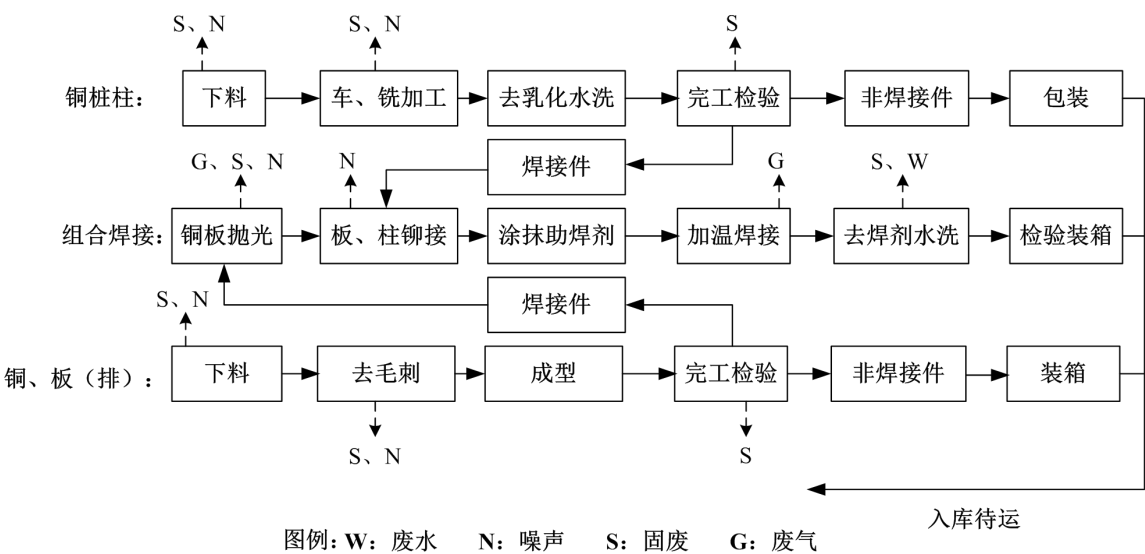 S、N
S、N
S
铜桩柱：
下料
车、铣加工
去乳化水洗
完工检验
非焊接件
包装
焊接件
G、S、N
N
G
S、W
组合焊接：
铜板抛光
板、柱铆接
涂抹助焊剂
加温焊接
去焊剂水洗
检验装箱
焊接件
S、N
铜、板（排）：
下料
去毛刺
成型
完工检验
非焊接件
装箱
S、N
S
入库待运
图例：W：废水 N：噪声 S：固废 G：废气